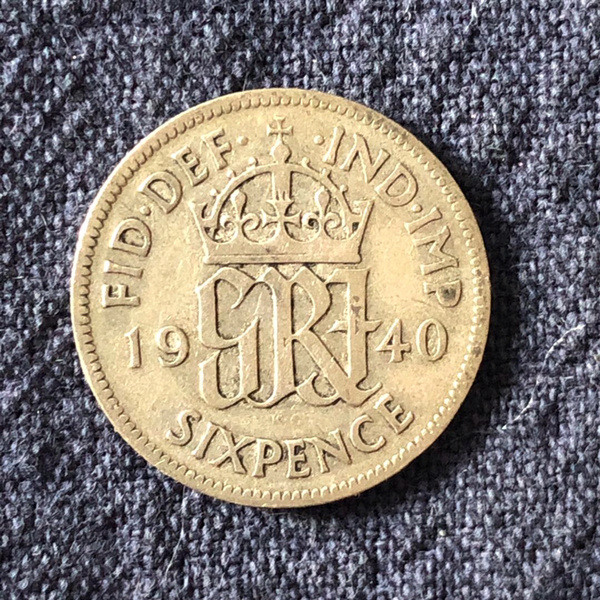 FID·DEF· ·IND·IMP
19 GRI 40
K·G
SIXPENCE